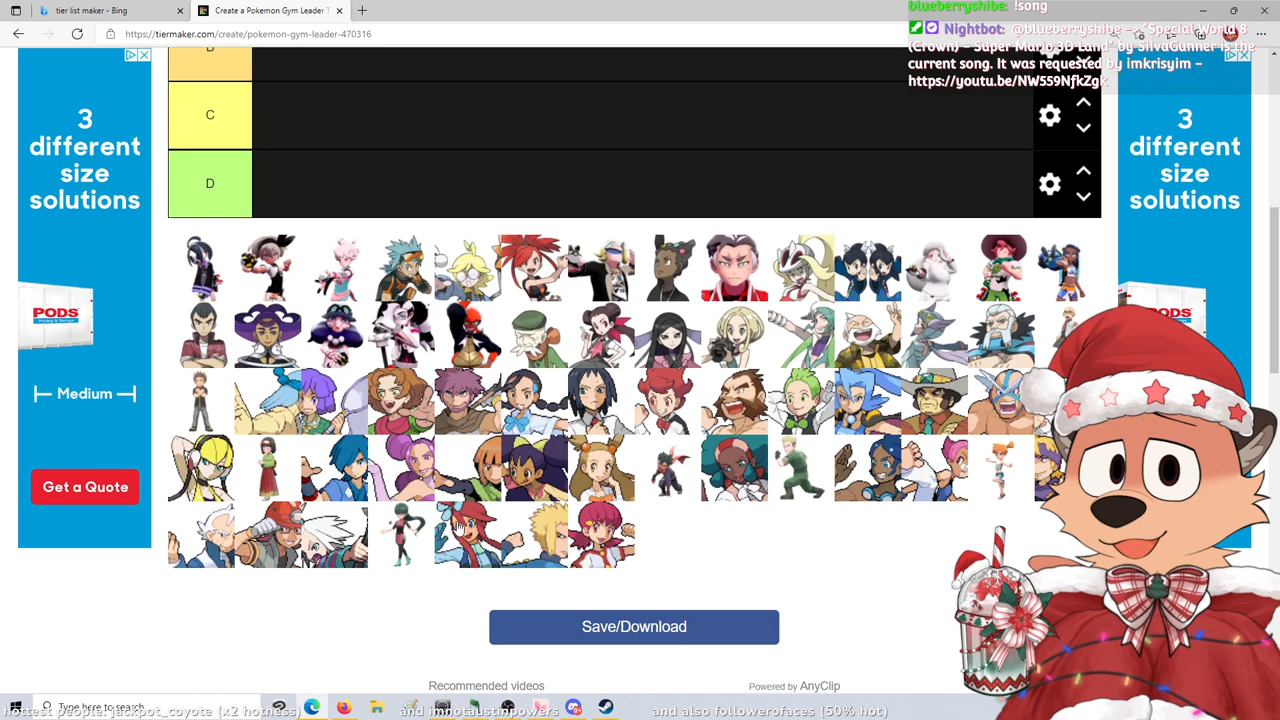 tier list maker - Bing
Create a Pokemon Gym Leader T
https://tiermaker.com/create/pokemon-gym-leader-470316
blueberryshibe: !song
Nightbot: @blueberryshibe -> "Special World 8
(Crown) - Super Mario 3D Land" by SilvaGunner is the
current song. It was requested by imkrisyim -
https://youtu.be/NW559NfkZgk
B
C
D
3
different
size
solutions
PODS
Moving & Storage
Medium
Get a Quote
3
different
size
solutions
PODS
Save/Download
Recommended videos
Powered by AnyClip
Type here to search
hottest people: jackpot_coyote (x2 hotness)
and imnotaustinpowers
and also followerofaces (50% hot)